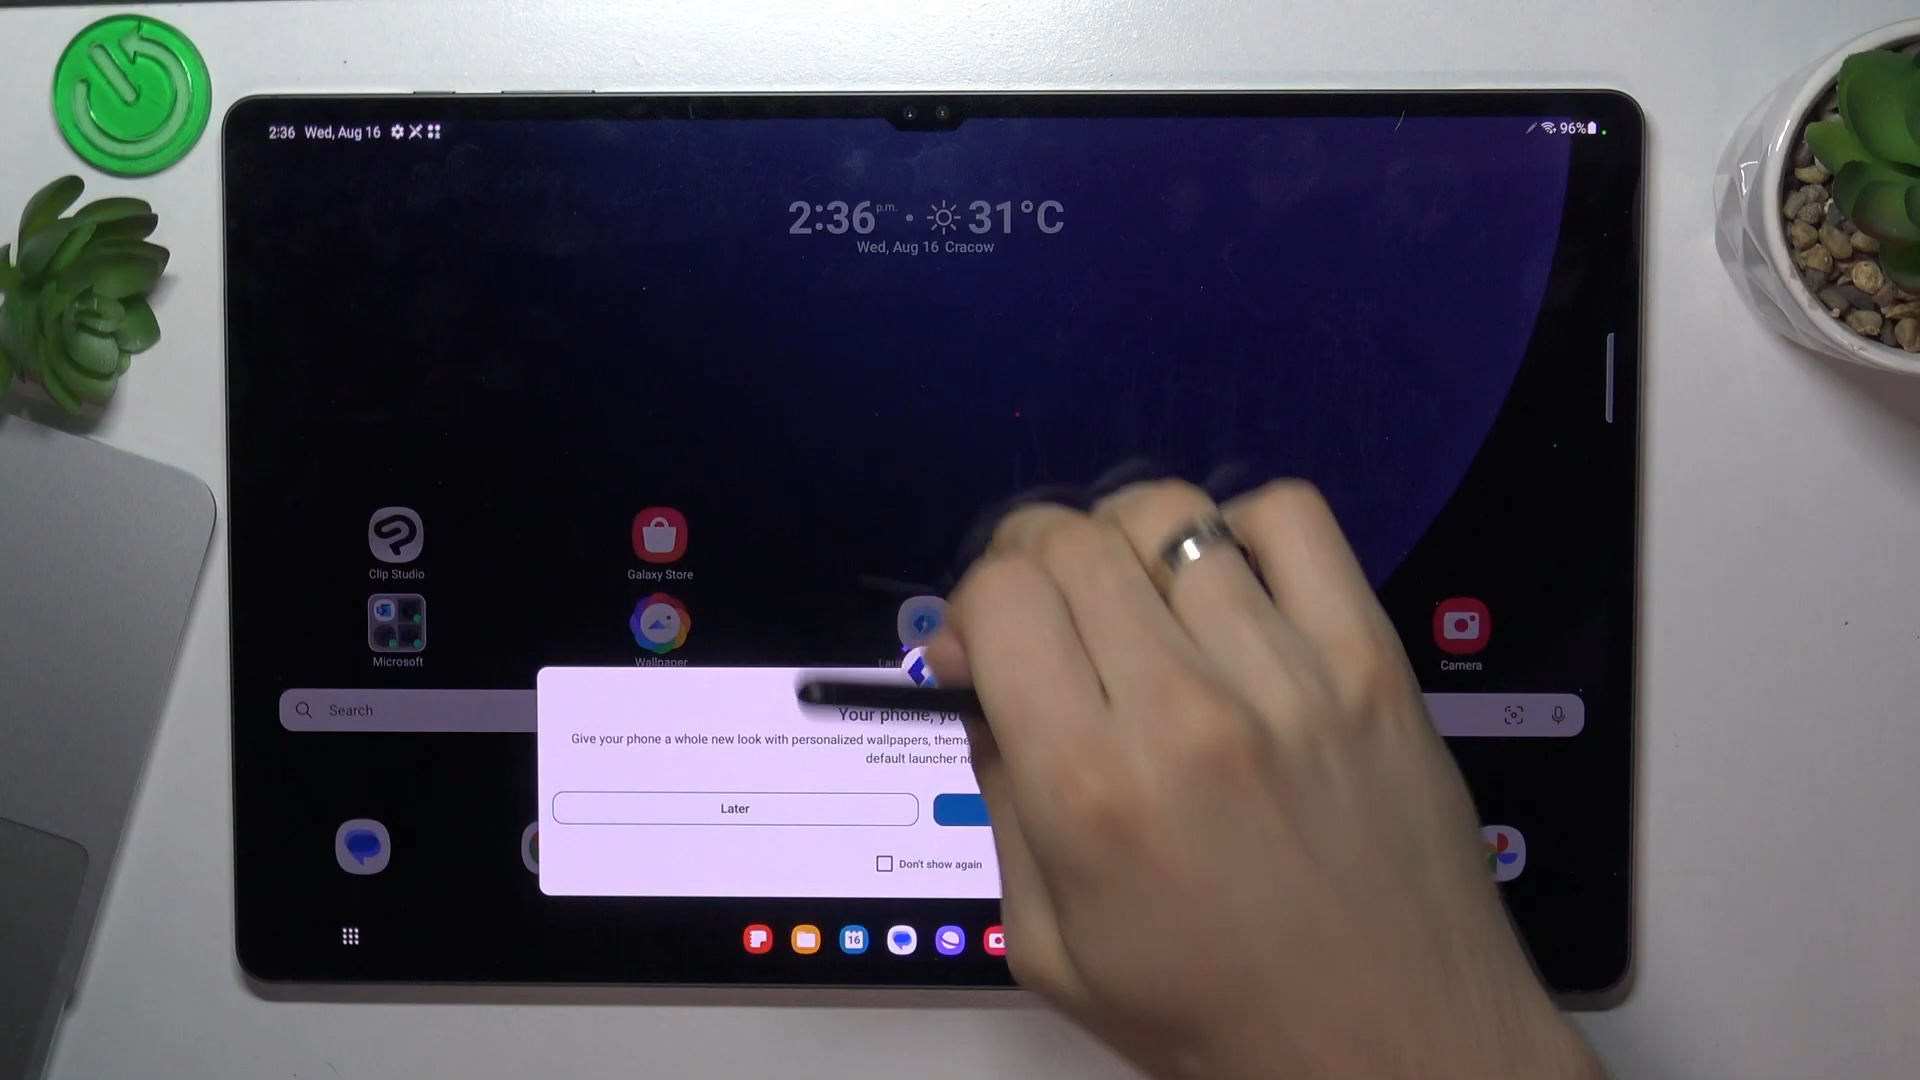 2:36 Wed, Aug 16
96%
2:36 p.m. 31°C
Wed, Aug 16 Cracow
Clip Studio
Galaxy Store
Microsoft
Wallpaper
Camera
Search
Your phone,
Give your phone a whole new look with personalized wallpapers,
default launcher
Later
Don't show again
16